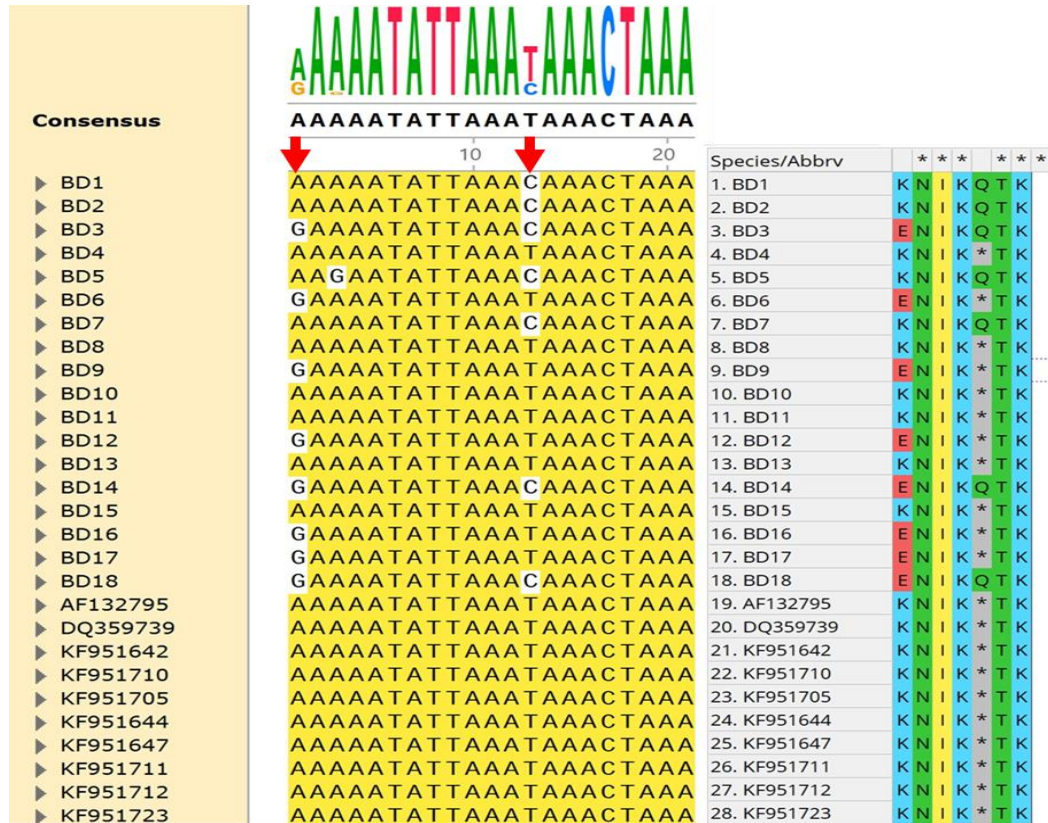 AAAAATATTAAATAAACTAAA
G C
Consensus AAAAATATTAAATAAACTAAA
10 20 Species/Abbrv * * * * * *
BD1 AAAAATATTAAACAAACTAAA 1. BD1 K N I K Q T K
BD2 AAAAATATTAAACAAACTAAA 2. BD2 K N I K Q T K
BD3 GAAAATATTAAACAAACTAAA 3. BD3 E N I K Q T K
BD4 AAAAATATTAAATAAACTAAA 4. BD4 K N I K * T K
BD5 AAGAATATTAAACAAACTAAA 5. BD5 K N I K Q T K
BD6 GAAAATATTAAATAAACTAAA 6. BD6 E N I K * T K
BD7 AAAAATATTAAACAAACTAAA 7. BD7 K N I K Q T K
BD8 AAAAATATTAAATAAACTAAA 8. BD8 K N I K * T K
BD9 GAAAATATTAAATAAACTAAA 9. BD9 E N I K * T K
BD10 AAAAATATTAAATAAACTAAA 10. BD10 K N I K * T K
BD11 AAAAATATTAAATAAACTAAA 11. BD11 K N I K * T K
BD12 GAAAATATTAAATAAACTAAA 12. BD12 E N I K * T K
BD13 AAAAATATTAAATAAACTAAA 13. BD13 K N I K * T K
BD14 GAAAATATTAAACAAACTAAA 14. BD14 E N I K Q T K
BD15 AAAAATATTAAATAAACTAAA 15. BD15 K N I K * T K
BD16 GAAAATATTAAATAAACTAAA 16. BD16 E N I K * T K
BD17 GAAAATATTAAATAAACTAAA 17. BD17 E N I K * T K
BD18 GAAAATATTAAACAAACTAAA 18. BD18 E N I K Q T K
AF132795 AAAAATATTAAATAAACTAAA 19. AF132795 K N I K * T K
DQ359739 AAAAATATTAAATAAACTAAA 20. DQ359739 K N I K * T K
KF951642 AAAAATATTAAATAAACTAAA 21. KF951642 K N I K * T K
KF951710 AAAAATATTAAATAAACTAAA 22. KF951710 K N I K * T K
KF951705 AAAAATATTAAATAAACTAAA 23. KF951705 K N I K * T K
KF951644 AAAAATATTAAATAAACTAAA 24. KF951644 K N I K * T K
KF951647 AAAAATATTAAATAAACTAAA 25. KF951647 K N I K * T K
KF951711 AAAAATATTAAATAAACTAAA 26. KF951711 K N I K * T K
KF951712 AAAAATATTAAATAAACTAAA 27. KF951712 K N I K * T K
KF951723 AAAAATATTAAATAAACTAAA 28. KF951723 K N I K * T K